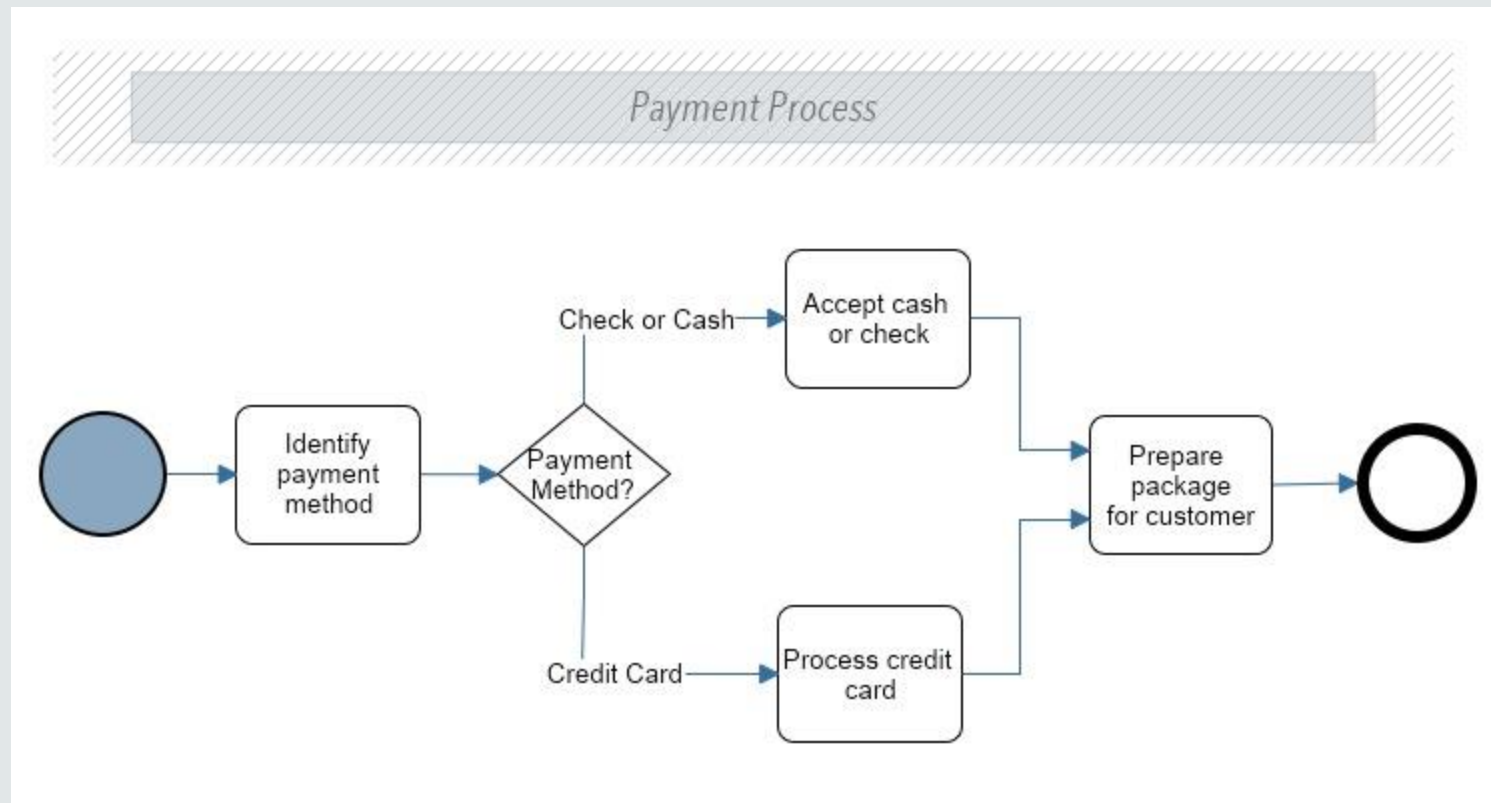 Payment Process
Check or Cash
Accept cash
or check
Identify
payment
method
Payment
Method?
Prepare
package
for customer
Credit Card
Process credit
card